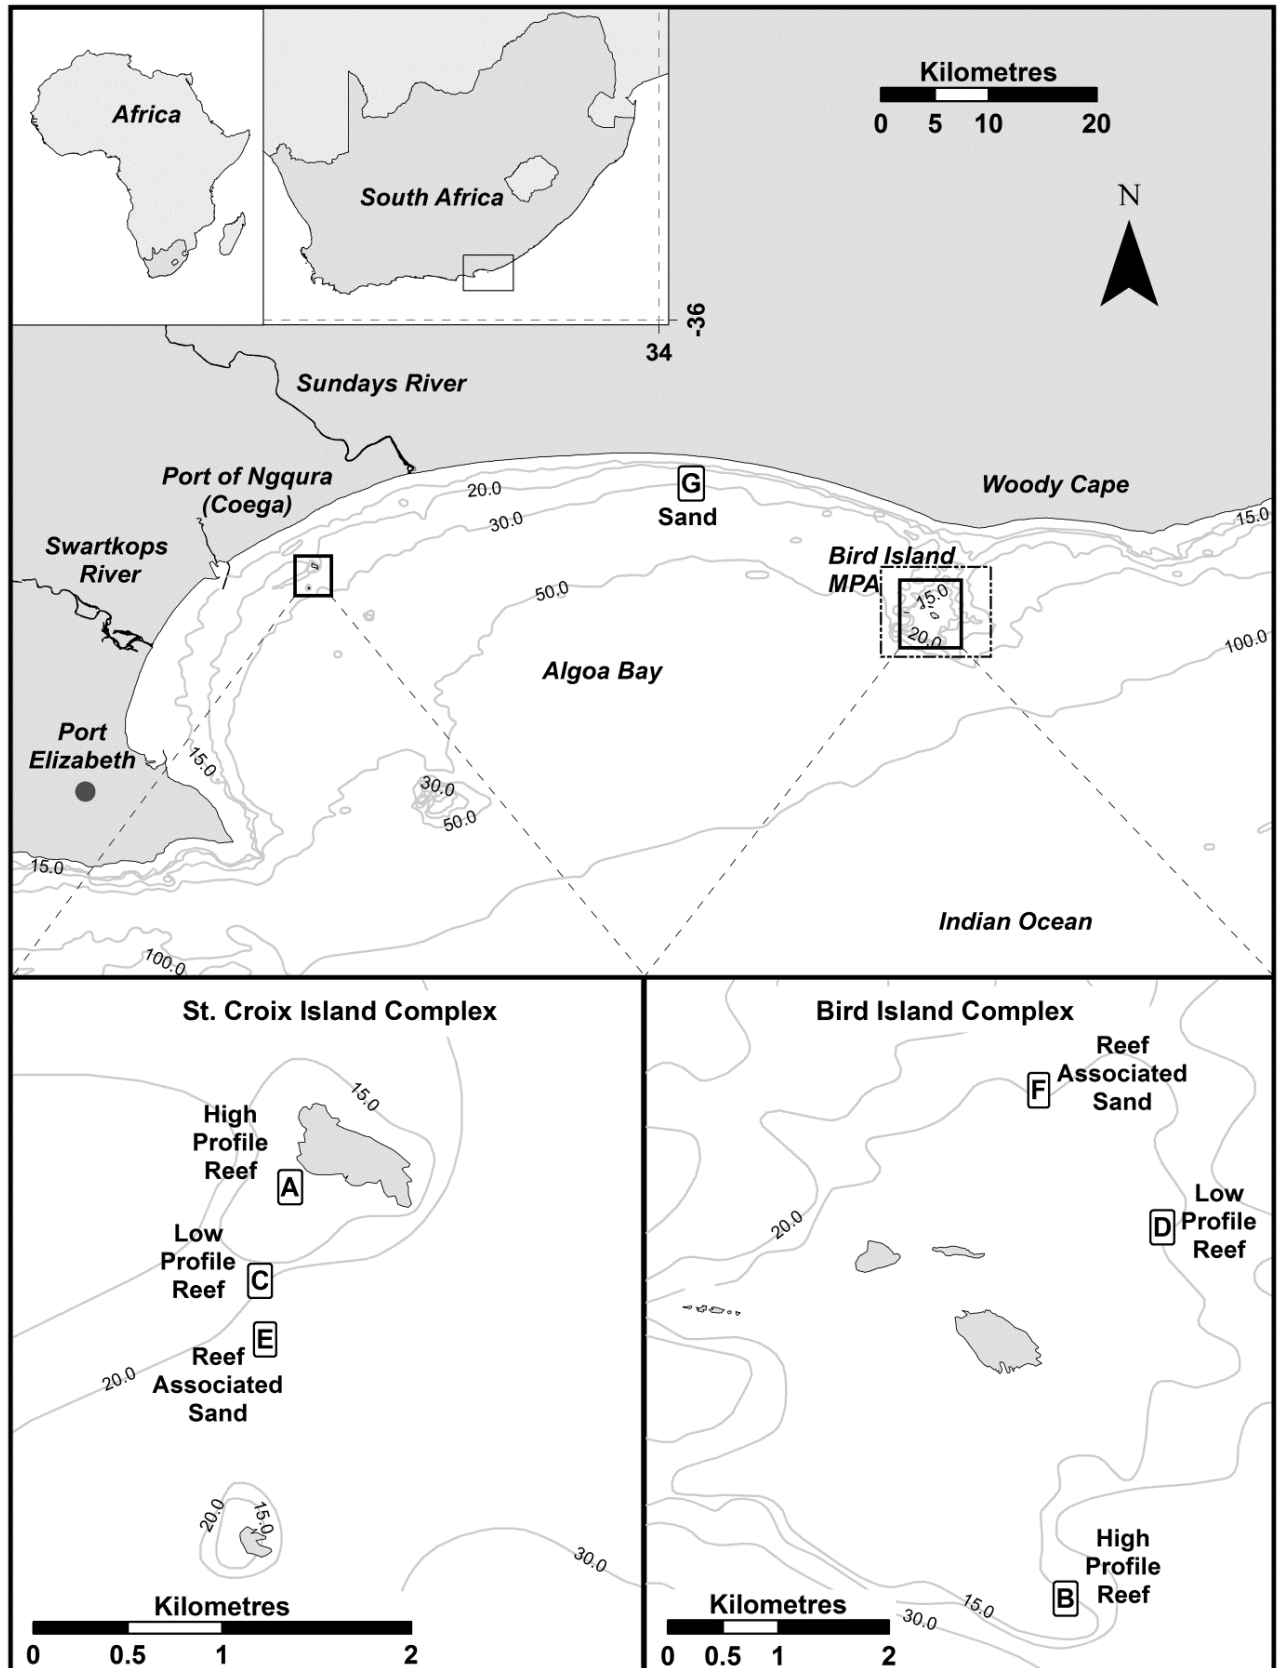 Africa
South Africa
Kilometres
0 5 10 20
N
-36
34
Sundays River
Port of Ngqura
(Coega)
Swartkops
River
Port
Elizabeth
20.0
30.0
G
Sand
Woody Cape
15.0
Bird Island
MPA
15.0
20.0
50.0
100.0
Algoa Bay
15.0
30.0
50.0
15.0
100.0
Indian Ocean
St. Croix Island Complex
15.0
High
Profile
Reef
A
Low
Profile
Reef
C
E
Reef
Associated
Sand
20.0
20.0
15.0
30.0
Kilometres
0 0.5 1 2
Bird Island Complex
Reef
Associated
Sand
F
Low
Profile
Reef
D
20.0
High
Profile
Reef
B
15.0
30.0
Kilometres
0 0.5 1 2